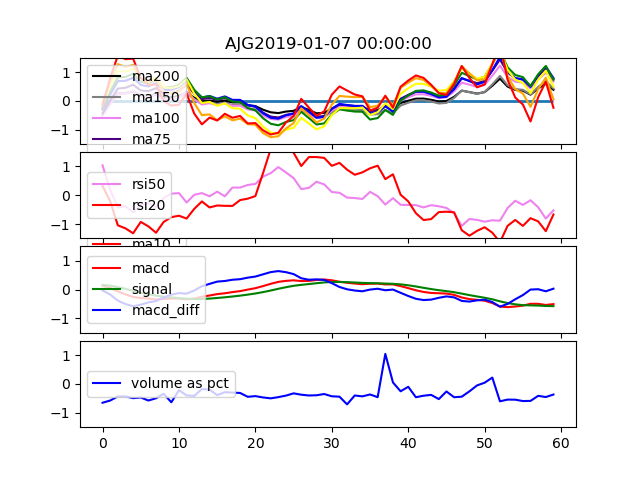 AJG2019-01-07 00:00:00
1
0
−1
ma200
ma150
ma100
ma75
1
0
−1
rsi50
rsi20
ma10
1
0
−1
macd
signal
macd_diff
1
0
−1
volume as pct
0 10 20 30 40 50 60